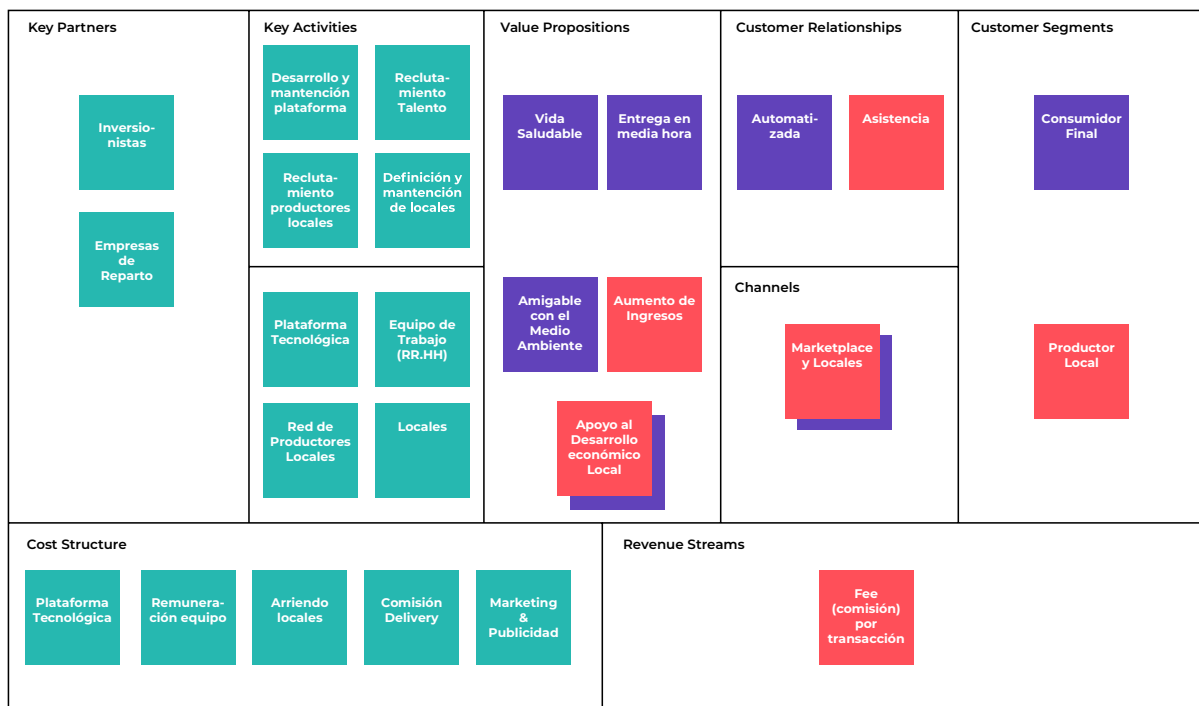 Key Partners
Inversio-
nistas
Empresas
de
Reparto
Key Activities
Desarrollo y
mantención
plataforma
Recluta-
miento
Talento
Recluta-
miento
productores
locales
Definición y
mantención
de locales
Plataforma
Tecnológica
Equipo de
Trabajo
(RR.HH)
Red de
Productores
Locales
Locales
Value Propositions
Vida
Saludable
Entrega en
media hora
Amigable
con el
Medio
Ambiente
Aumento de
Ingresos
Apoyo al
Desarrollo
económico
Local
Customer Relationships
Automati-
zada
Asistencia
Channels
Marketplace
y Locales
Customer Segments
Consumidor
Final
Productor
Local
Cost Structure
Plataforma
Tecnológica
Remunera-
ción equipo
Arriendo
locales
Comisión
Delivery
Marketing
&
Publicidad
Revenue Streams
Fee
(comisión)
por
transacción